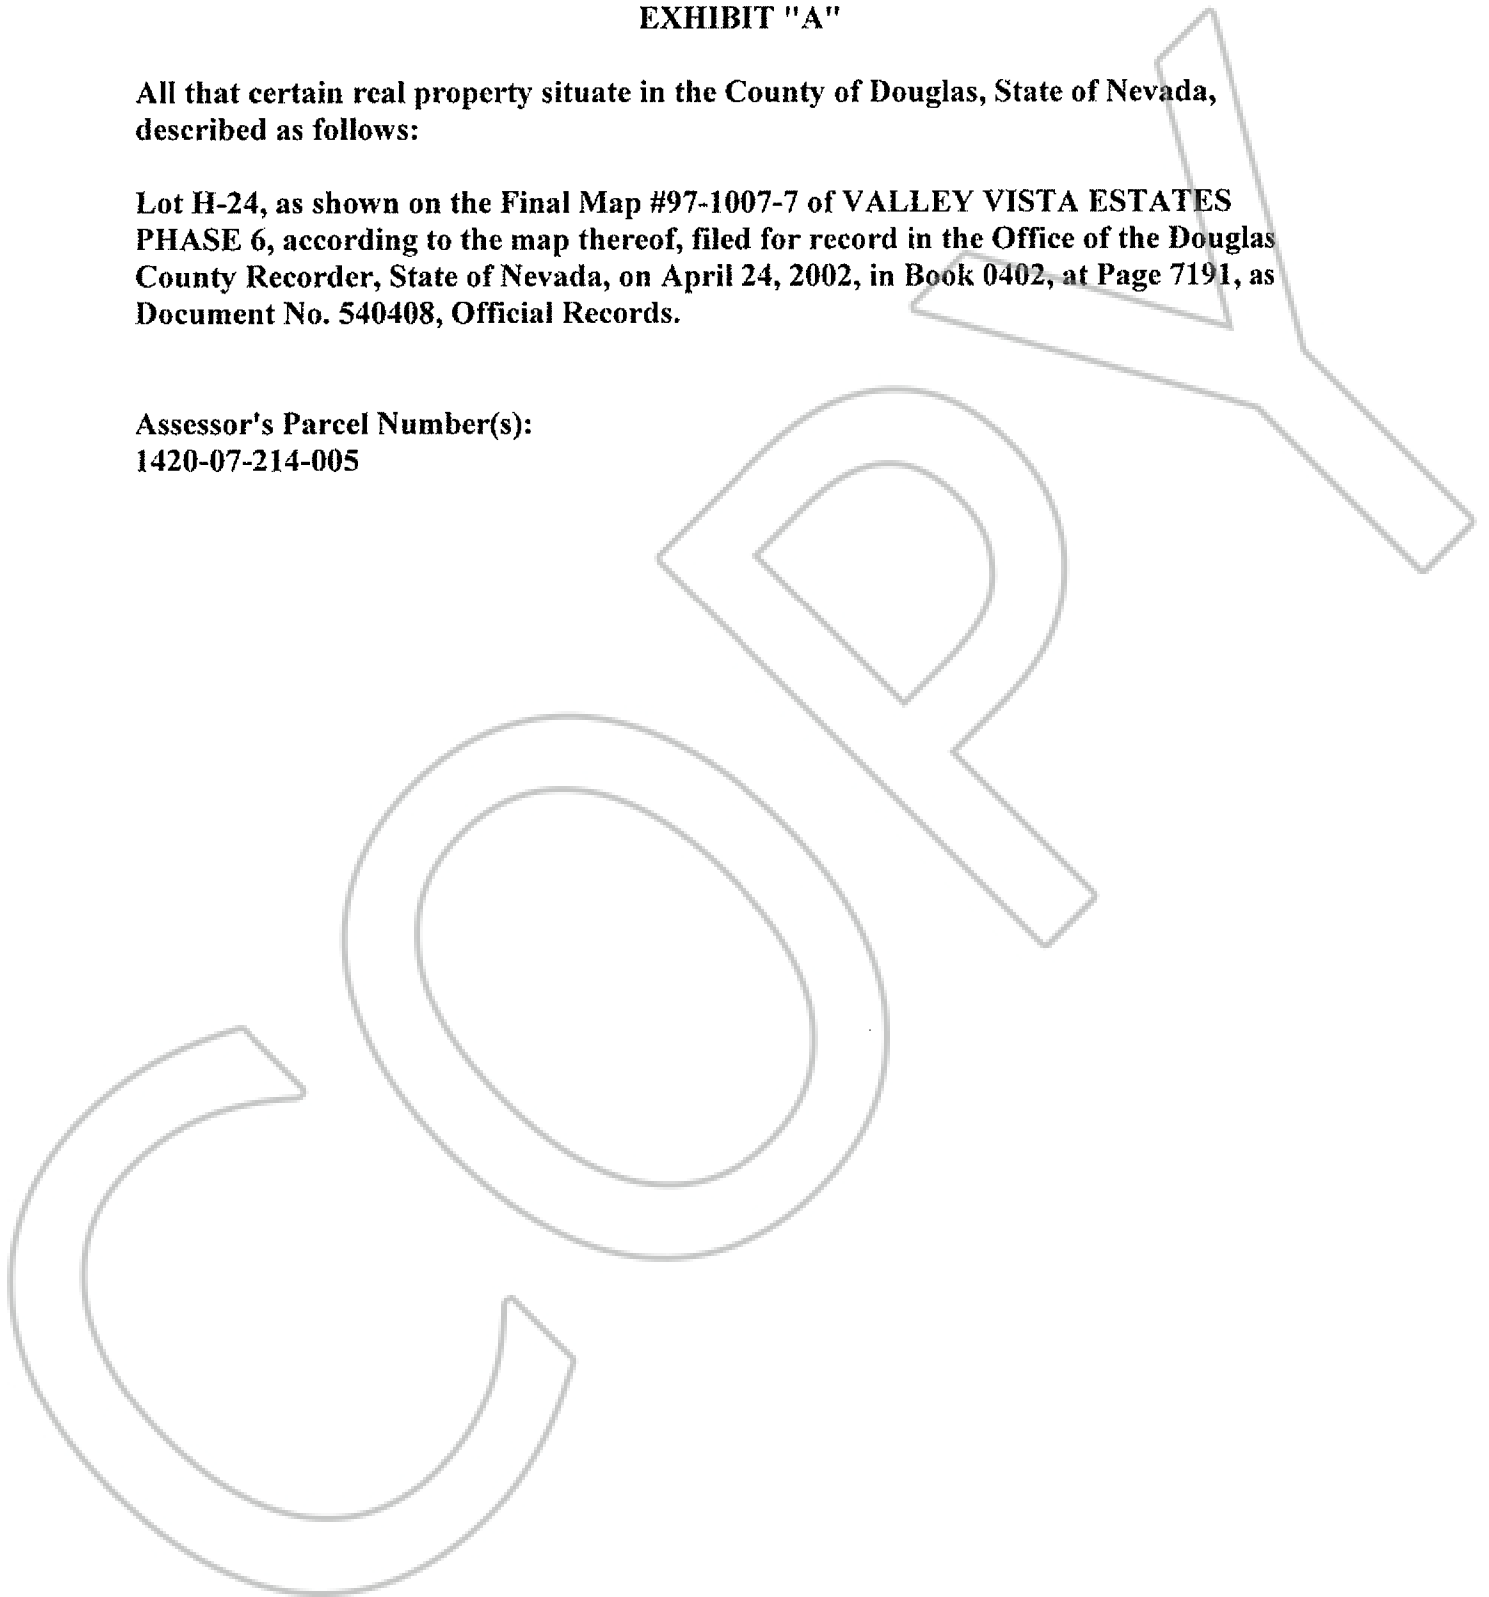 EXHIBIT "A"
All that certain real property situate in the County of Douglas, State of Nevada,
described as follows:
Lot H-24, as shown on the Final Map #97-1007-7 of VALLEY VISTA ESTATES
PHASE 6, according to the map thereof, filed for record in the Office of the Douglas
County Recorder, State of Nevada, on April 24, 2002, in Book 0402, at Page 7191, as
Document No. 540408, Official Records.
Assessor's Parcel Number(s):
1420-07-214-005
COPY